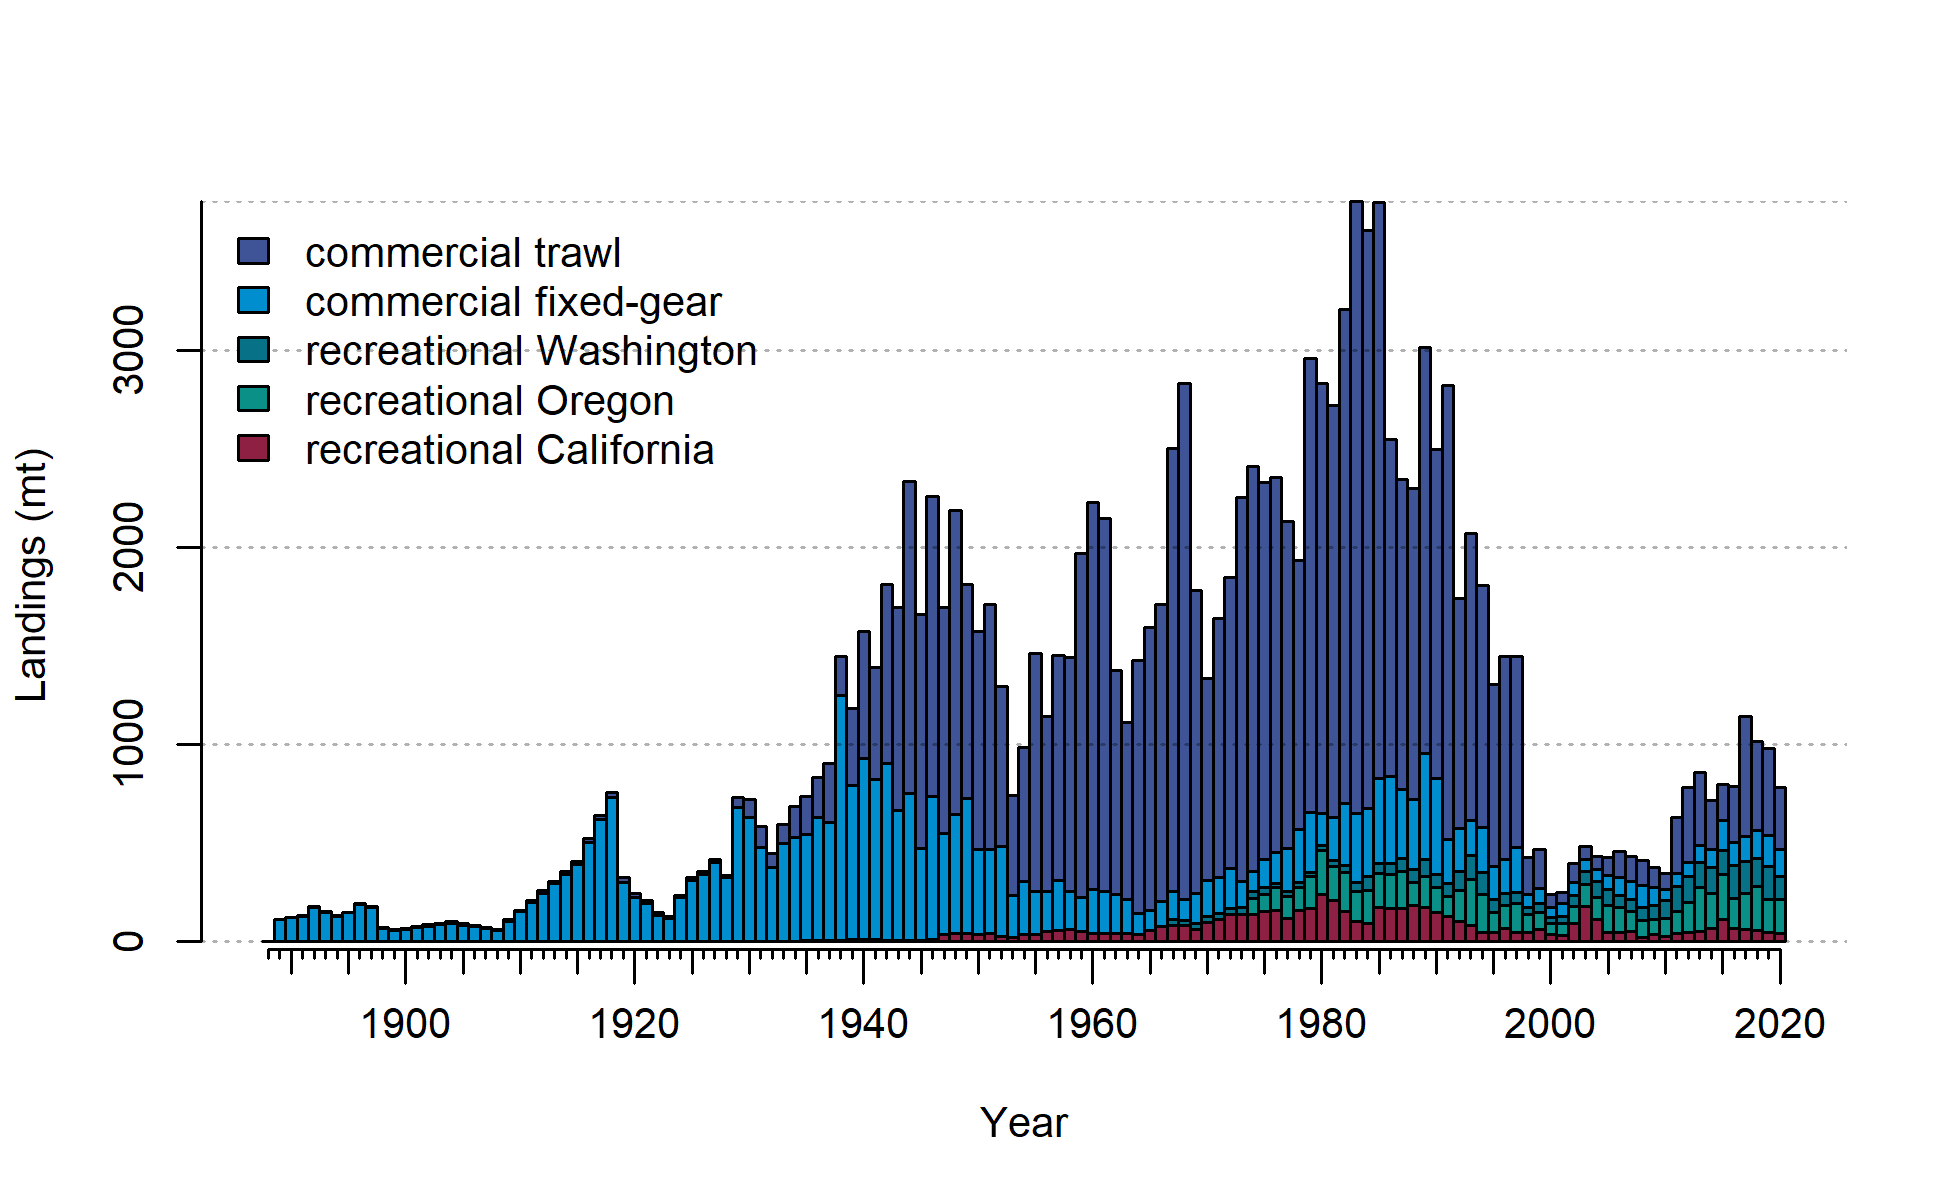 commercial trawl
commercial fixed-gear
recreational Washington
recreational Oregon
recreational California
Landings (mt)
3000
2000
1000
0
1900 1920 1940 1960 1980 2000 2020
Year